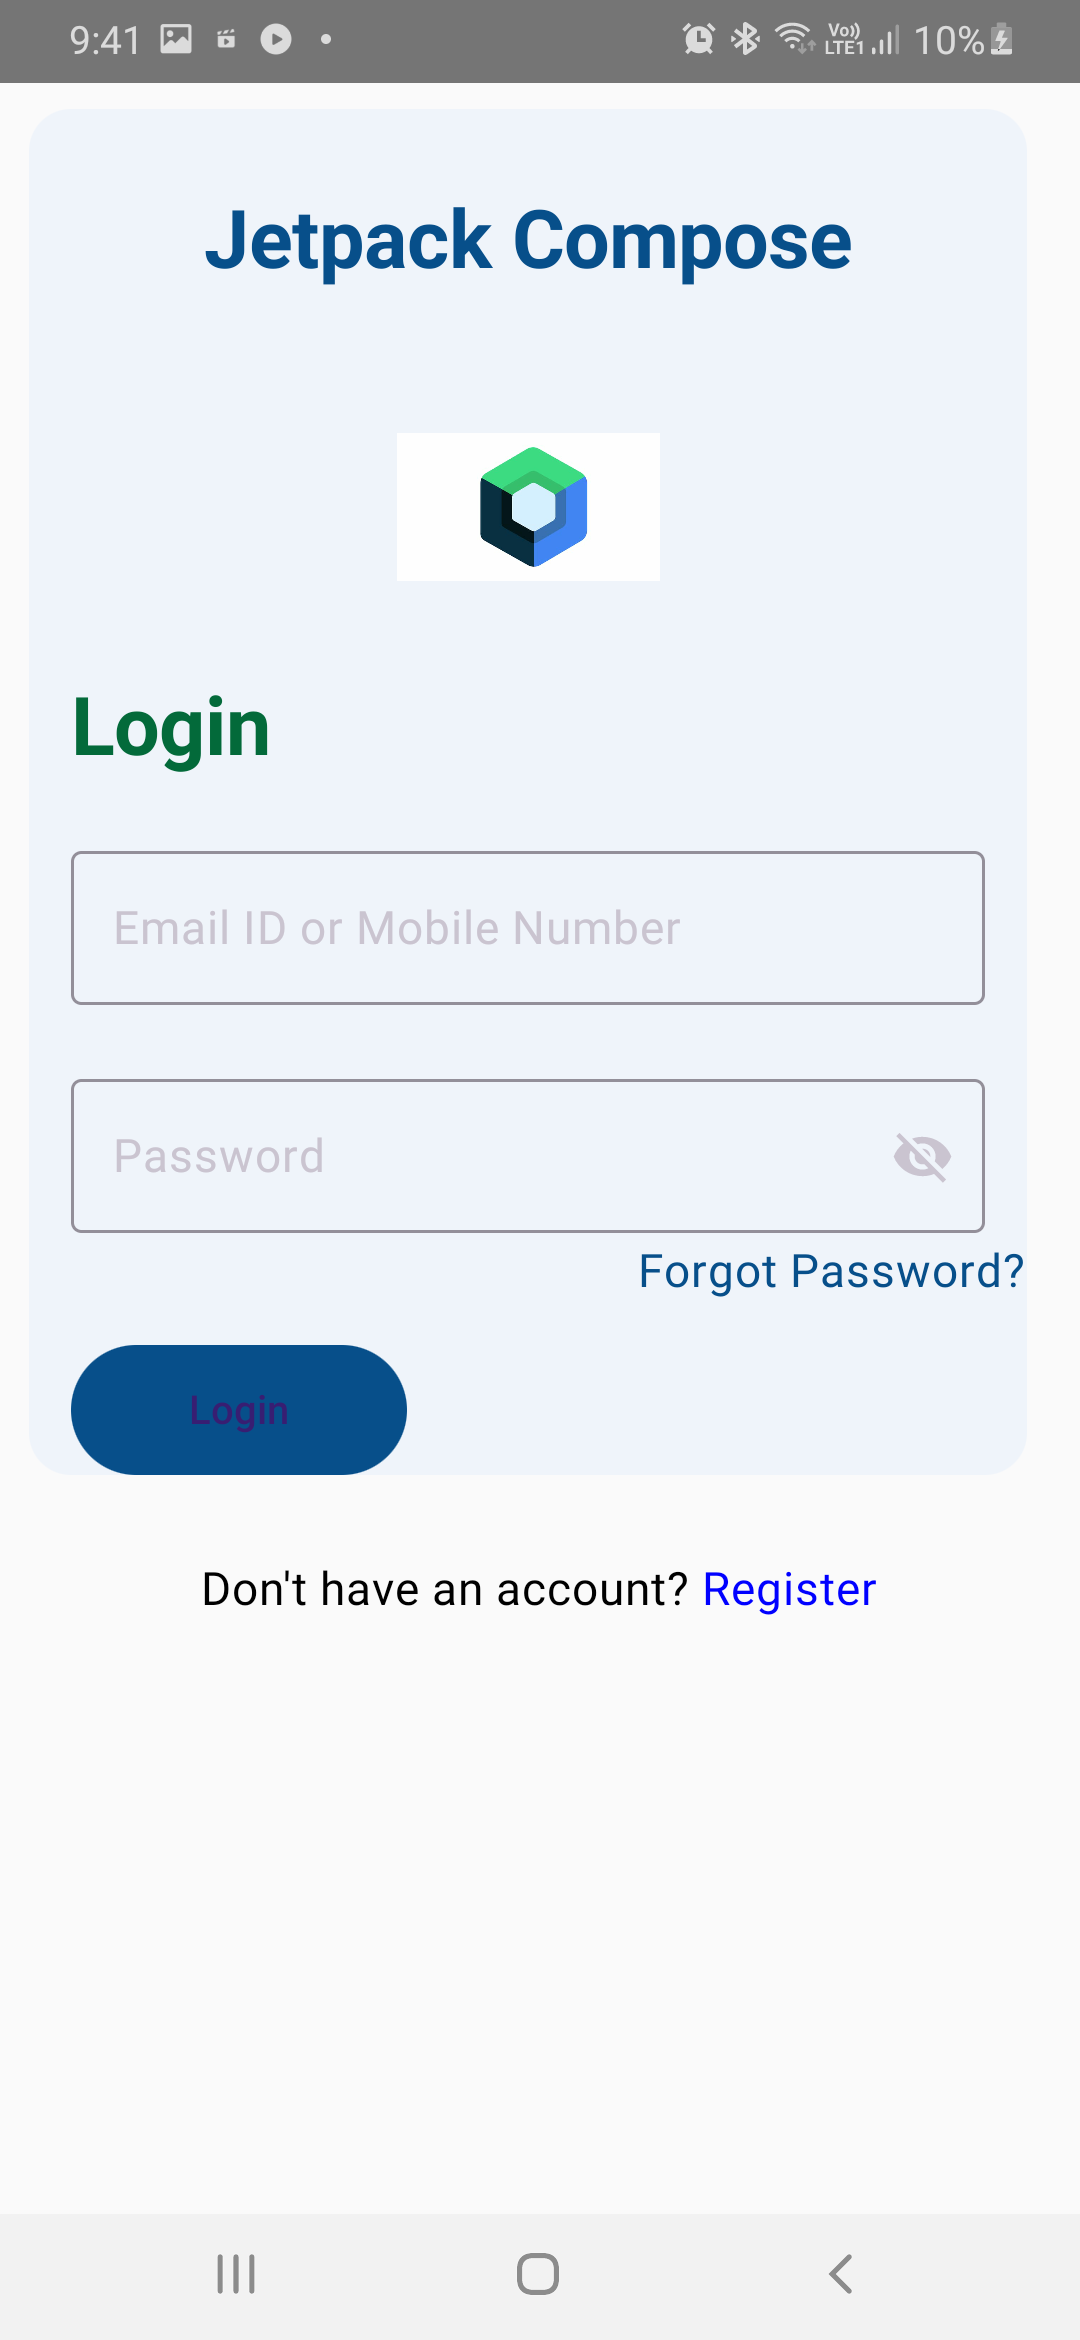 9:41 Vo)) LTE1 10%
Jetpack Compose
Login
Email ID or Mobile Number
Password
Forgot Password?
Login
Don't have an account? Register